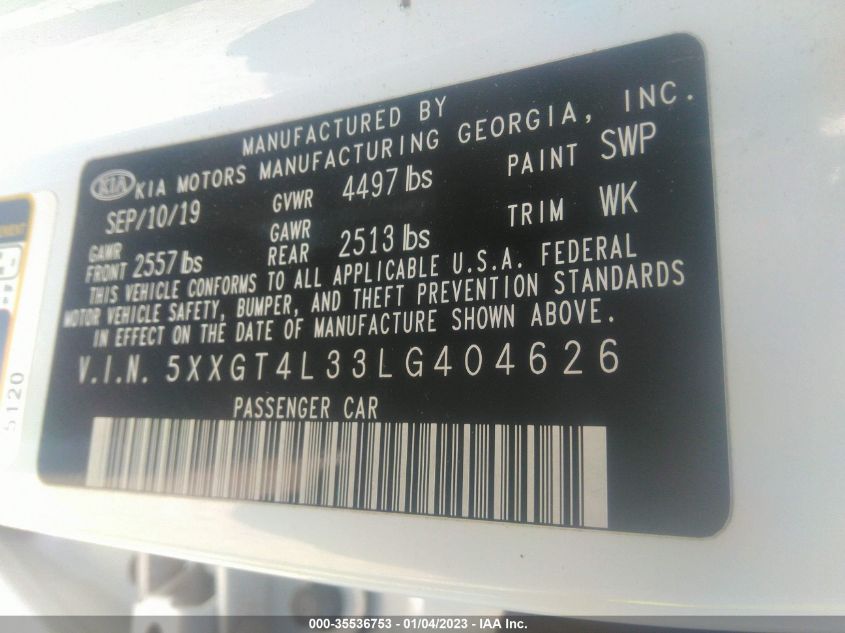 MANUFACTURED BY
KIA KIA MOTORS MANUFACTURING GEORGIA, INC.
SEP/10/19 GVWR 4497 lbs PAINT SWP
GAWR FRONT 2557 lbs GAWR REAR 2513 lbs TRIM WK
THIS VEHICLE CONFORMS TO ALL APPLICABLE U.S.A. FEDERAL
MOTOR VEHICLE SAFETY, BUMPER, AND THEFT PREVENTION STANDARDS
IN EFFECT ON THE DATE OF MANUFACTURE SHOWN ABOVE.
V.I.N. 5XXGT4L33LG404626
PASSENGER CAR
5120
000-35536753 - 01/04/2023 - IAA Inc.